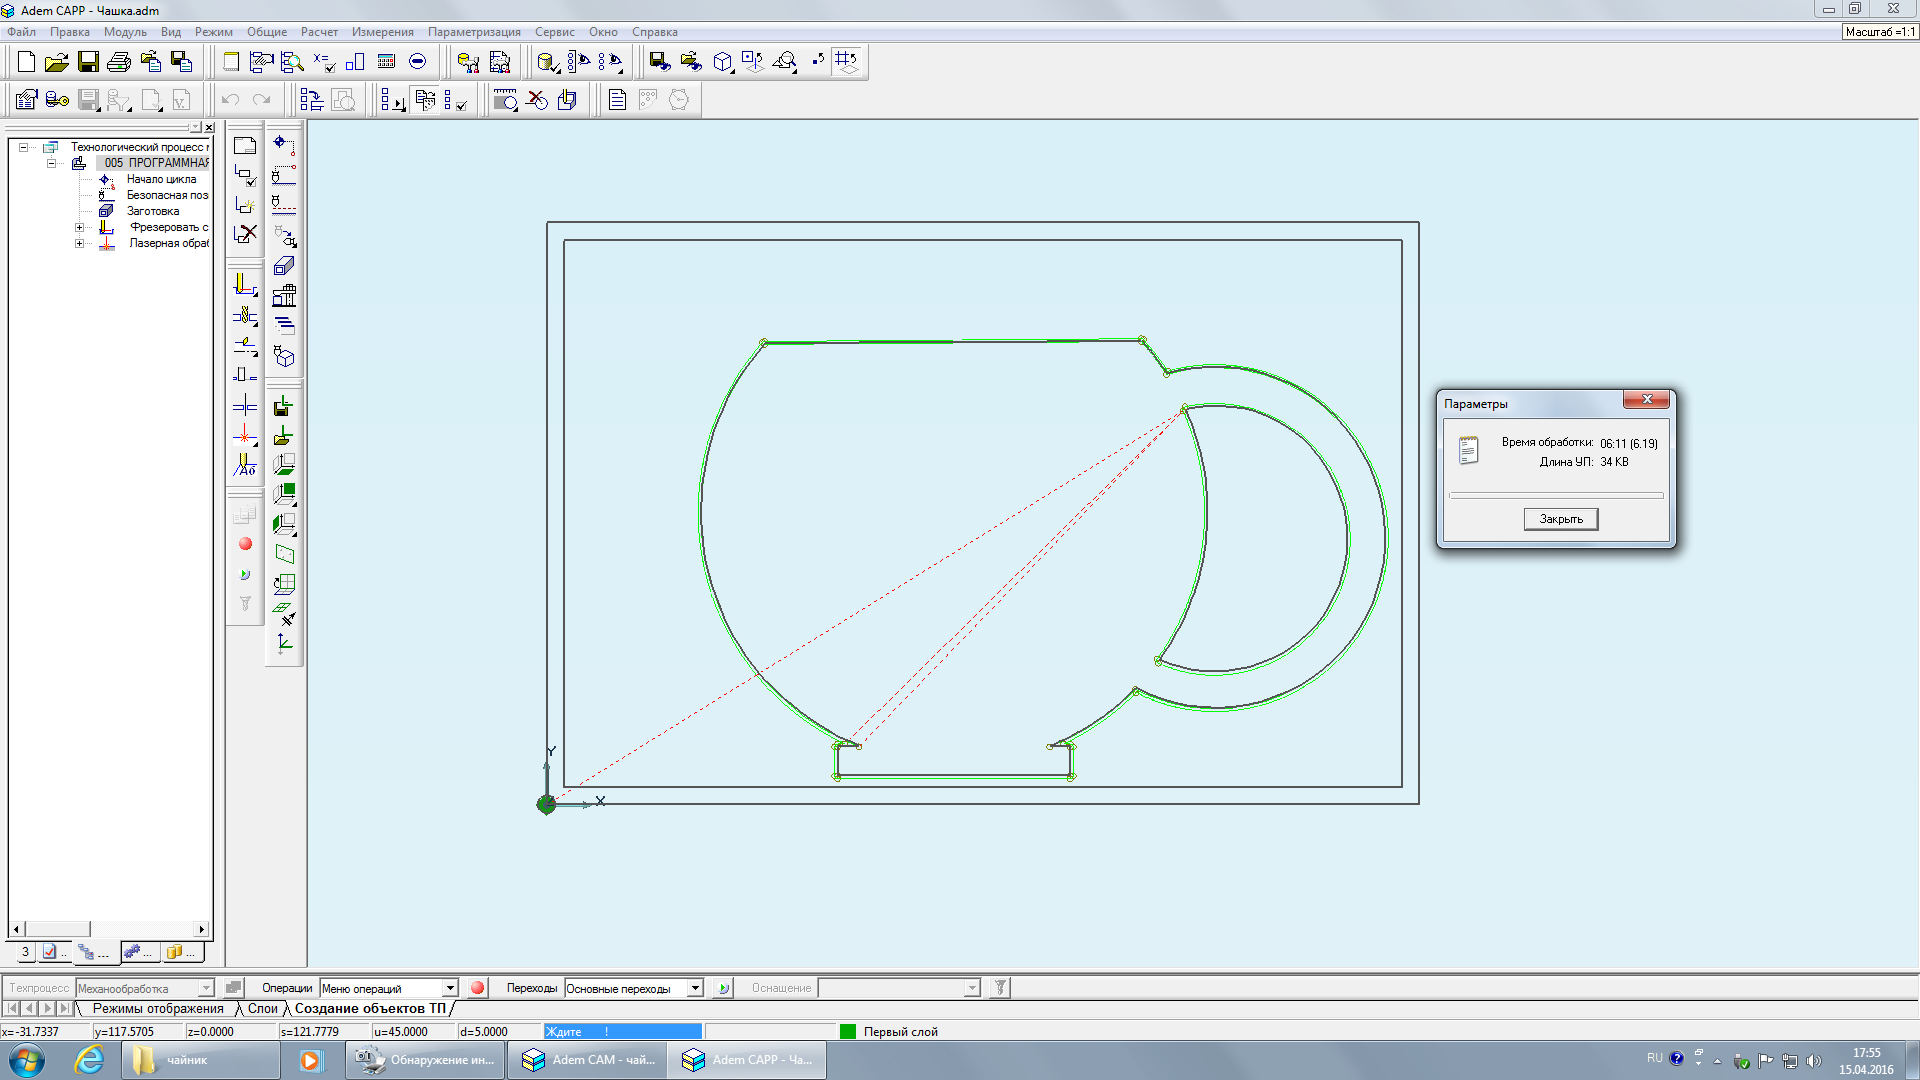 Adem CAPP - Чашка.adm
Файл Правка Модуль Вид Режим Общие Расчет Измерения Параметризация Сервис Окно Справка
Масштаб =1:1
Технологический процесс
005 ПРОГРАММНАЯ
Начало цикла
Безопасная поз
Заготовка
Фрезеровать с
Лазерная обраб
Y
X
Параметры
Время обработки: 06:11 (6.19)
Длина УП: 34 KB
Закрыть
3 .. ... ... ...
Техпроцесс Механообработка Операции Меню операций Переходы Основные переходы Оснащение
Режимы отображения Слои Создание объектов ТП
x=-31.7337 y=117.5705 z=0.0000 s=121.7779 u=45.0000 d=5.0000 Ждите ! Первый слой
чайник Обнаружение ин... Adem CAM - чай... Adem CAPP - Ча... RU
17:55
15.04.2016